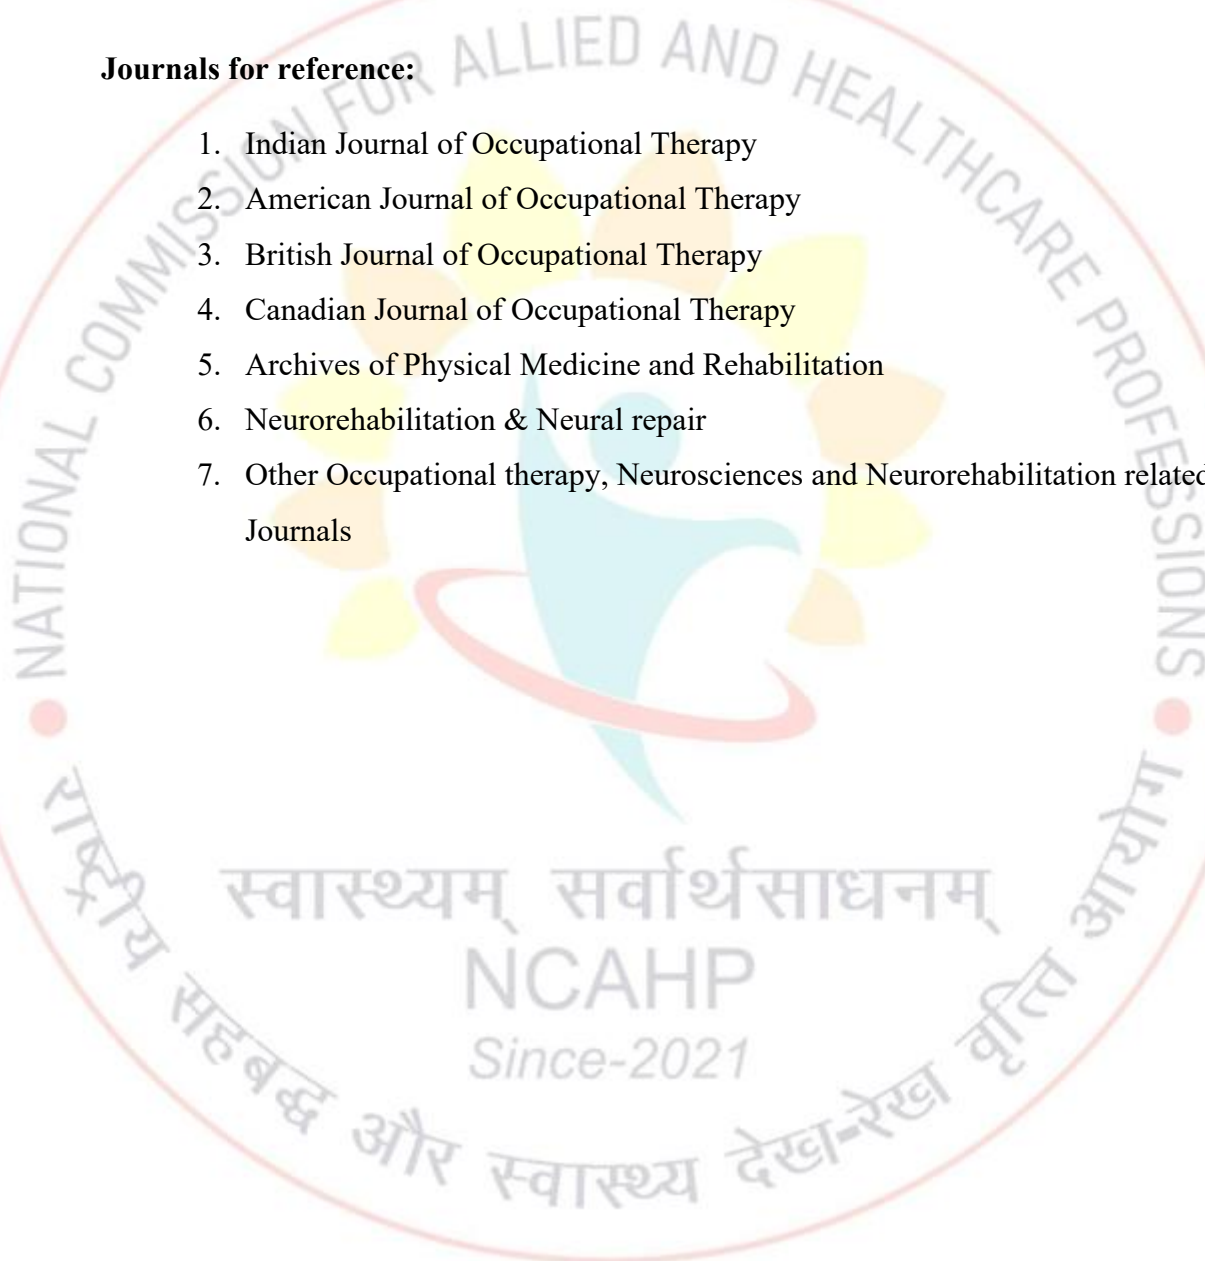 Journals for reference:
1. Indian Journal of Occupational Therapy
2. American Journal of Occupational Therapy
3. British Journal of Occupational Therapy
4. Canadian Journal of Occupational Therapy
5. Archives of Physical Medicine and Rehabilitation
6. Neurorehabilitation & Neural repair
7. Other Occupational therapy, Neurosciences and Neurorehabilitation related
Journals
NATIONAL COMMISSION FOR ALLIED AND HEALTHCARE PROFESSIONS
स्वास्थ्यम् सर्वार्थसाधनम्
NCAHP
Since-2021
राष्ट्रीय सहबद्ध और स्वास्थ्य देख-रेख वृत्ति आयोग